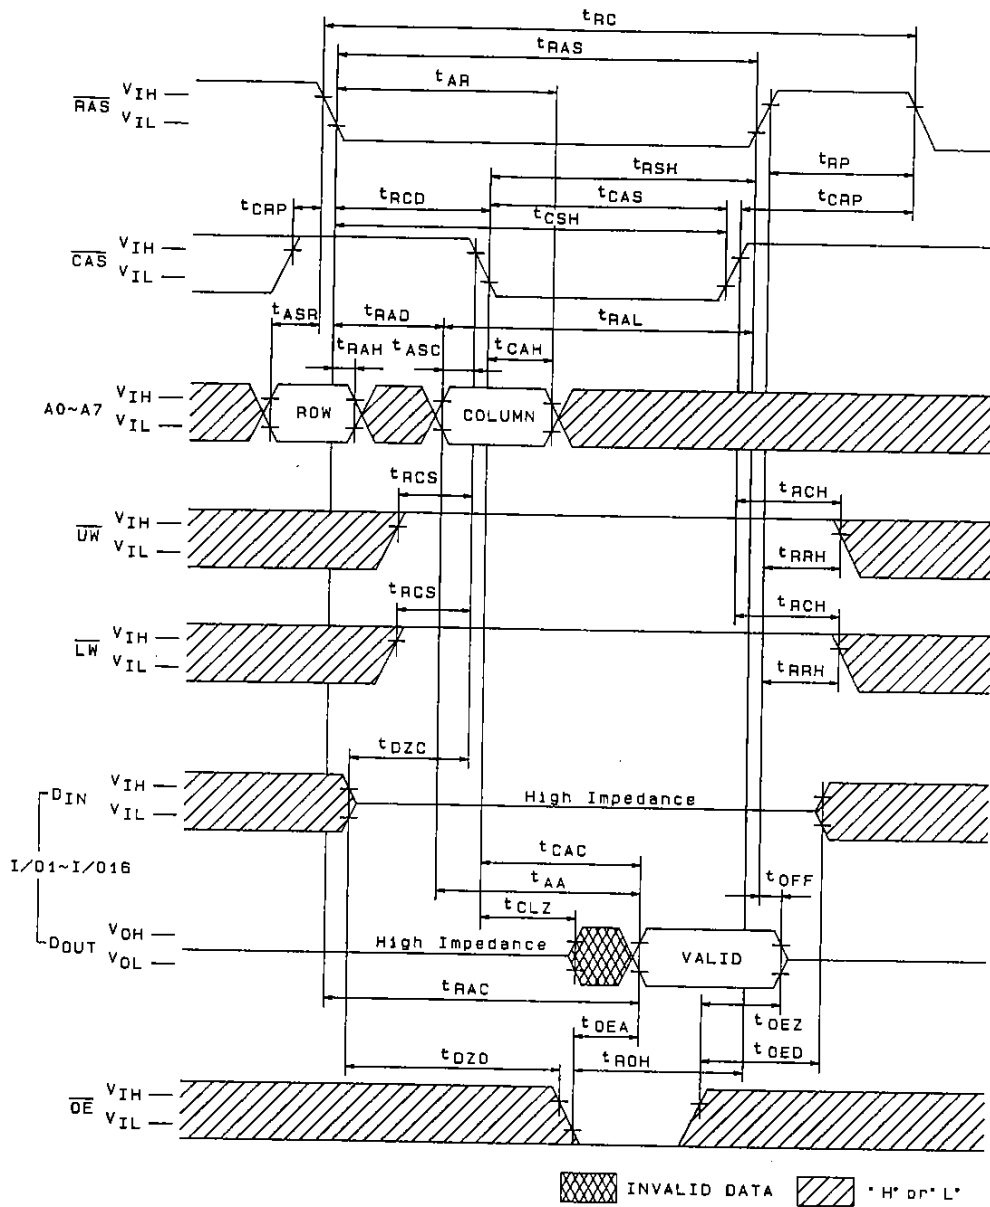 tRC
tRAS
tAR
RAS VIH
VIL
tRSH
tRP
tCRP tRCD tCAS tCRP
tCSH
CAS VIH
VIL
tASR tRAD tRAL
tRAH tASC tCAH
A0~A7 VIH
VIL
ROW COLUMN
tRCS tRCH
UW VIH
VIL
tRRH
tRCS tRCH
LW VIH
VIL
tRRH
tDZC
DIN VIH
VIL
High Impedance
I/O1~I/O16
tCAC
tAA tOFF
tCLZ
DOUT VOH
VOL
High Impedance VALID
tRAC
tOEA tOEZ
tDZO tROH tOED
OE VIH
VIL
INVALID DATA "H" or "L"